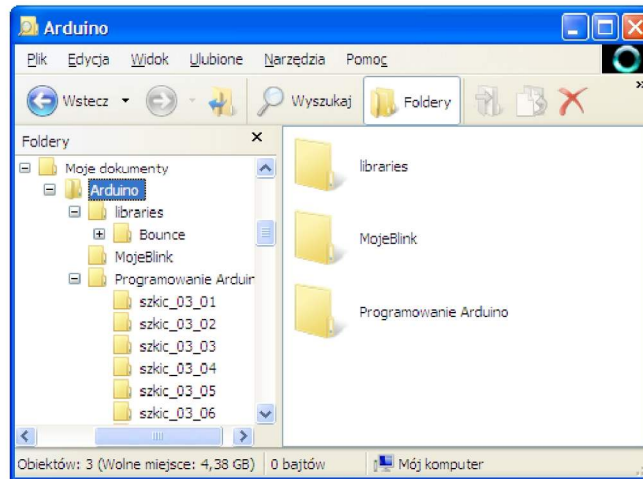 Arduino
Plik Edycja Widok Ulubione Narzędzia Pomoc
Wstecz Wyszukaj Foldery »
Foldery x
Moje dokumenty
Arduino
libraries
Bounce
MojeBlink
Programowanie Arduir
szkic_03_01
szkic_03_02
szkic_03_03
szkic_03_04
szkic_03_05
szkic_03_06
libraries
MojeBlink
Programowanie Arduino
Obiektów: 3 (Wolne miejsce: 4,38 GB) 0 bajtów Mój komputer